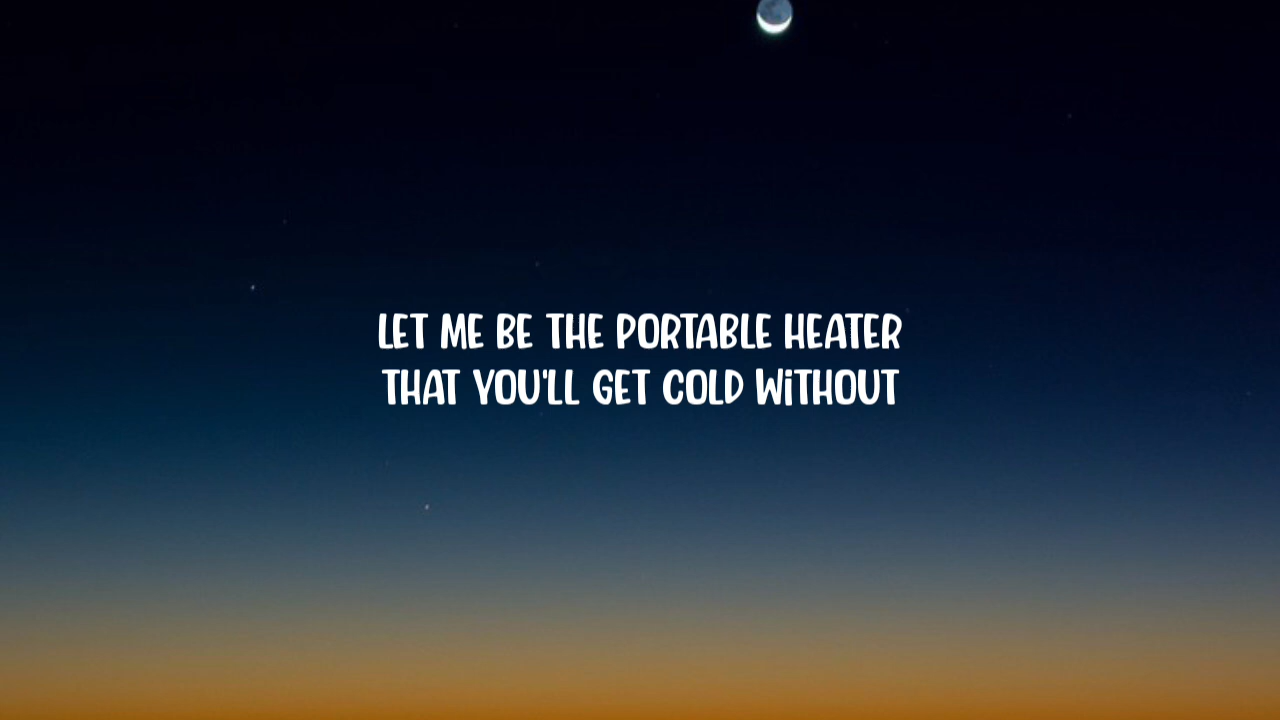 LET ME BE THE PORTABLE HEATER
THAT YOU'LL GET COLD WiTHOUT